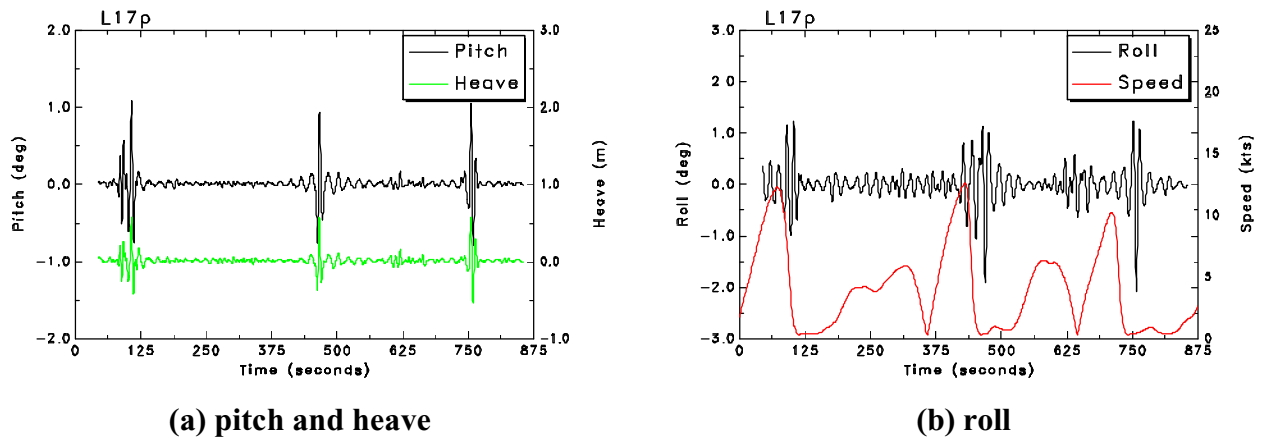 L17p
2.0
1.0
0.0
−1.0
−2.0
Pitch (deg)
3.0
2.0
1.0
0.0
−1.0
Heave (m)
Pitch
Heave
0 125 250 375 500 625 750 875
Time (seconds)
(a) pitch and heave
L17p
3.0
2.0
1.0
0.0
−1.0
−2.0
−3.0
Roll (deg)
25
20
15
10
5
0
Speed (kts)
Roll
Speed
0 125 250 375 500 625 750 875
Time (seconds)
(b) roll